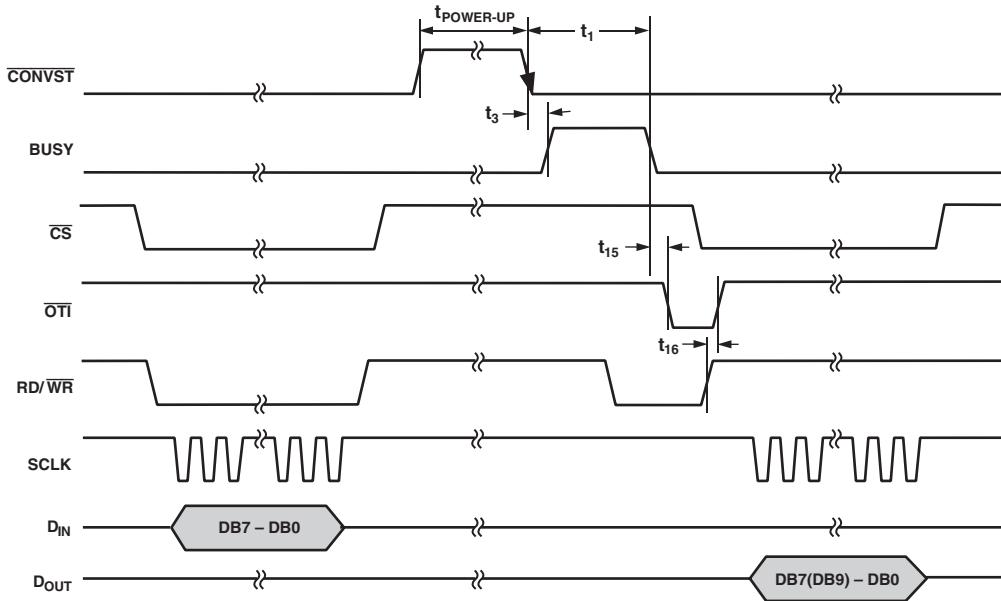 tPOWER-UP
t1
CONVST
t3
BUSY
CS
t15
OTI
t16
RD/WR
SCLK
DIN
DB7 – DB0
DOUT
DB7(DB9) – DB0